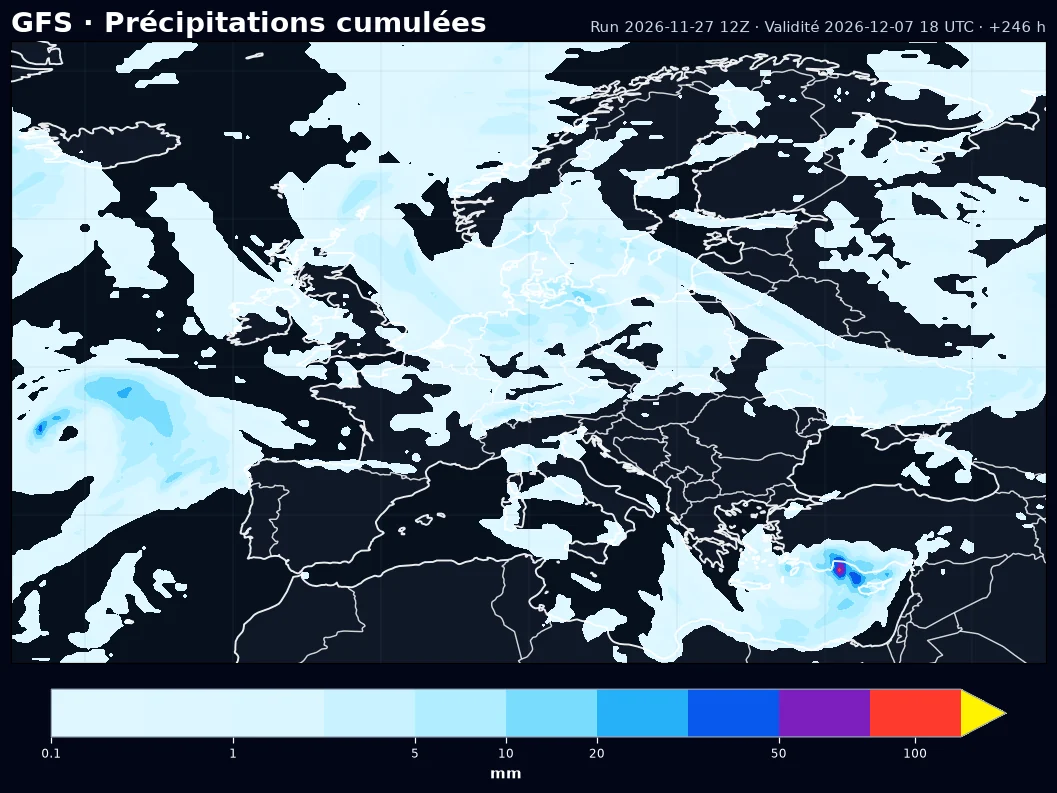 GFS · Précipitations cumulées
Run 2026-11-27 12Z · Validité 2026-12-07 18 UTC · +246 h
0.1 1 5 10 20 50 100
mm